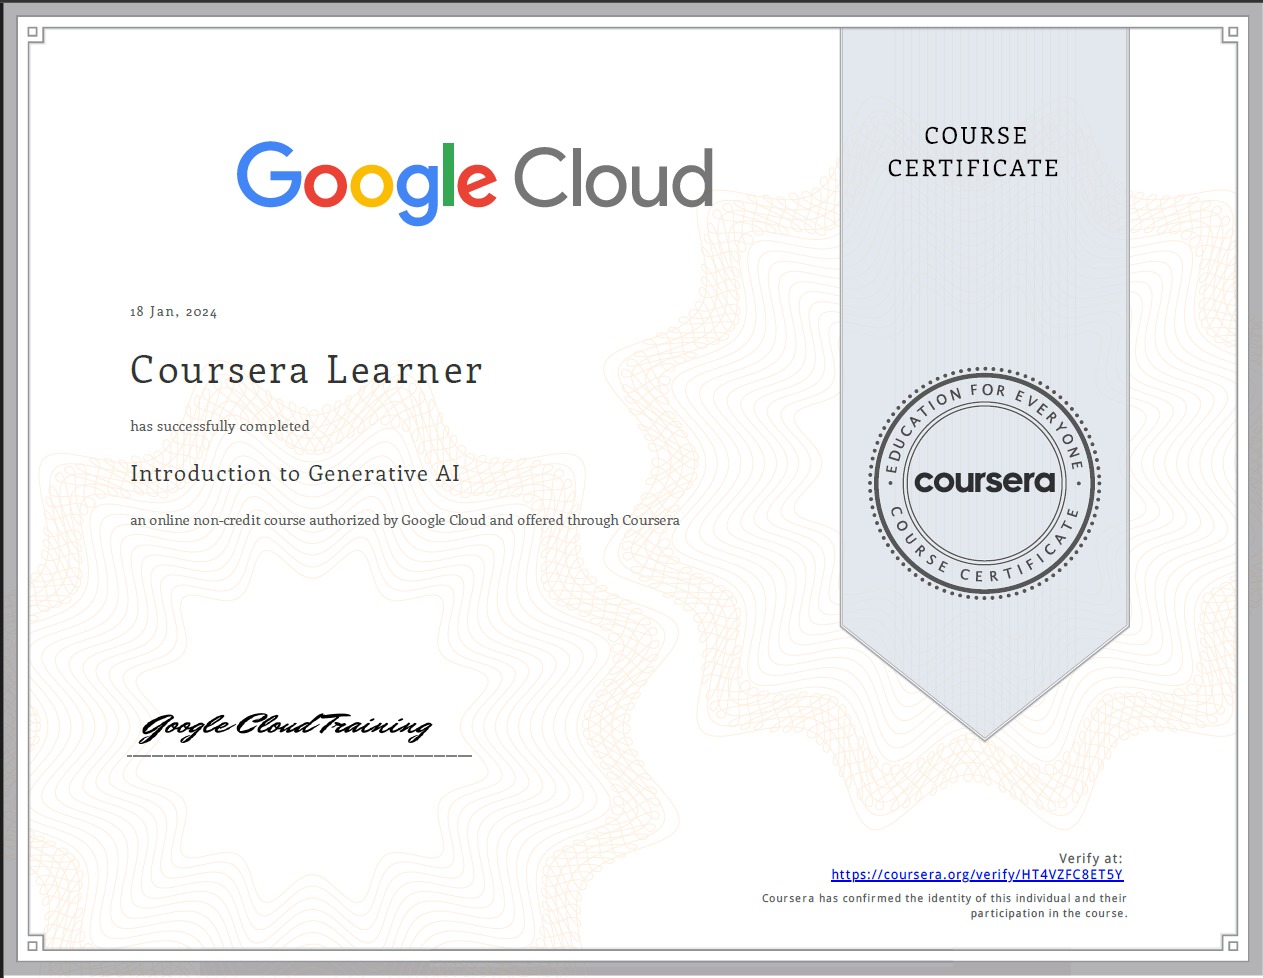 COURSE
CERTIFICATE
Google Cloud
18 Jan, 2024
Coursera Learner
has successfully completed
Introduction to Generative AI
an online non-credit course authorized by Google Cloud and offered through Coursera
EDUCATION FOR EVERYONE
coursera
COURSE CERTIFICATE
Google Cloud Training
Verify at:
https://coursera.org/verify/HT4VZFC8ET5Y
Coursera has confirmed the identity of this individual and their
participation in the course.